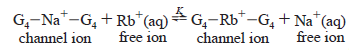 G₄–Na⁺–G₄ + Rb⁺(aq) ⇌ᴷ G₄–Rb⁺–G₄ + Na⁺(aq)
channel ion free ion channel ion free ion